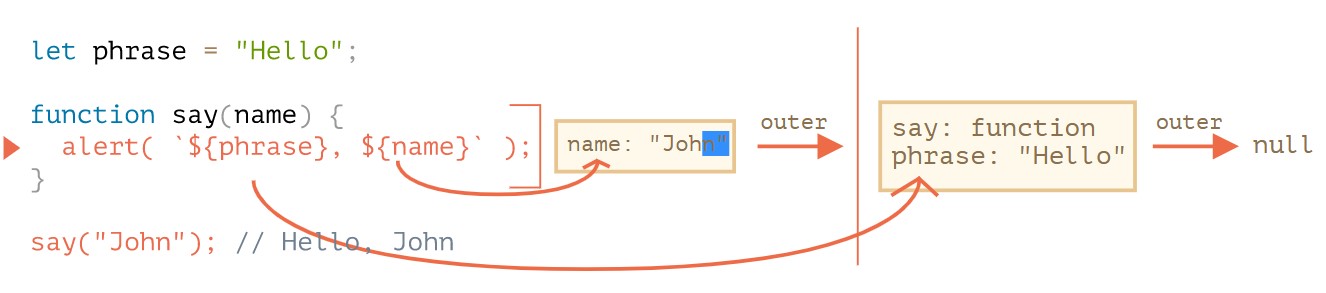 let phrase = "Hello";
function say(name) {
alert( `${phrase}, ${name}` );
}
say("John"); // Hello, John
name: "John"
outer
say: function
phrase: "Hello"
outer
null